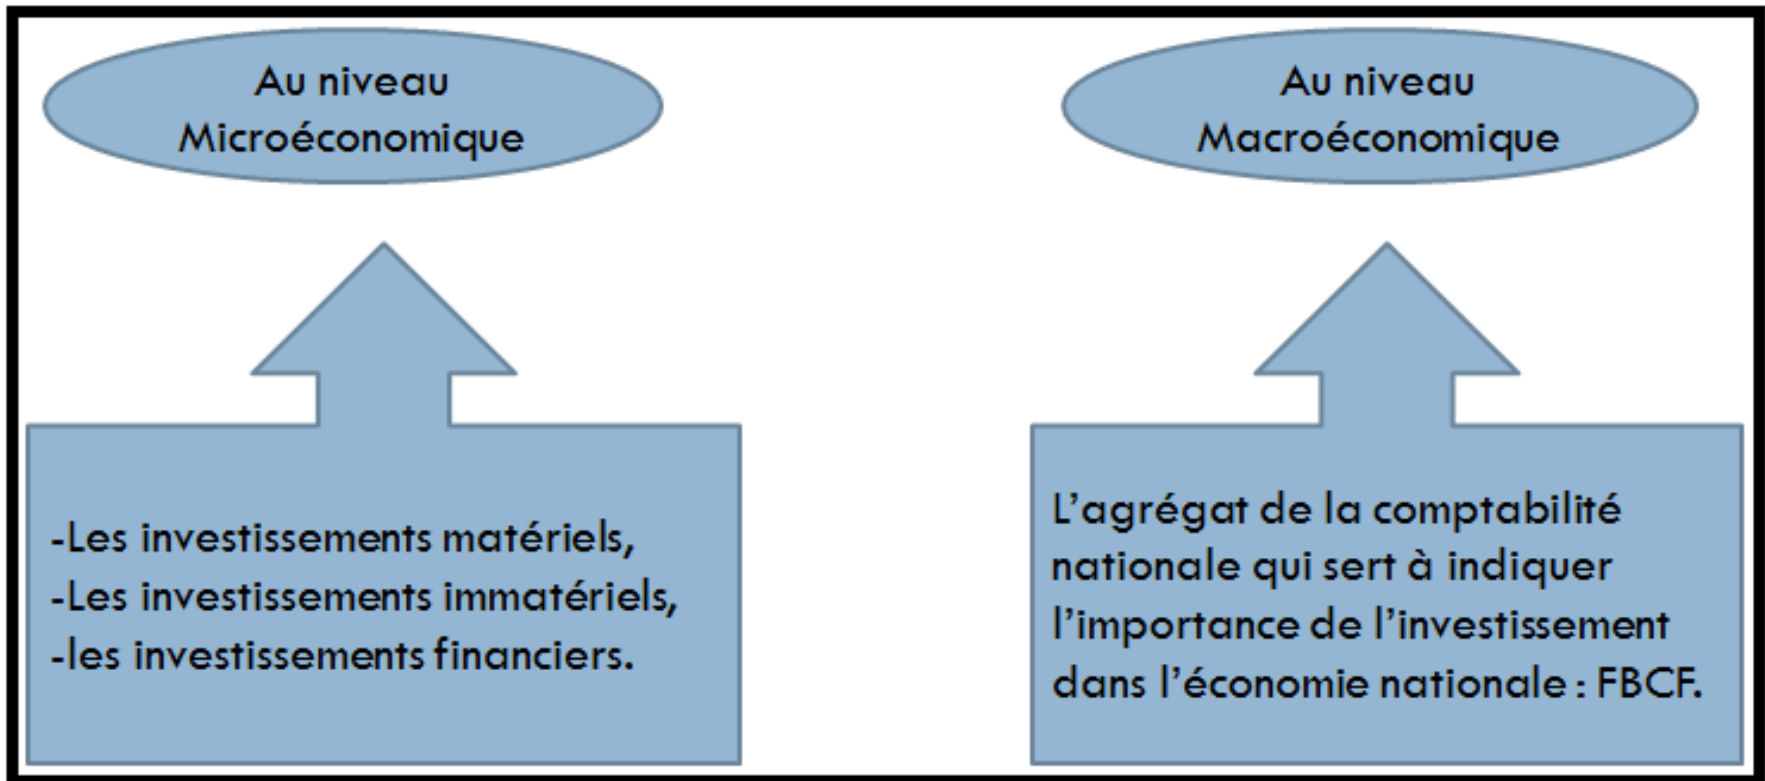 Au niveau
Microéconomique
Au niveau
Macroéconomique
-Les investissements matériels,
-Les investissements immatériels,
-les investissements financiers.
L’agrégat de la comptabilité
nationale qui sert à indiquer
l’importance de l’investissement
dans l’économie nationale : FBCF.